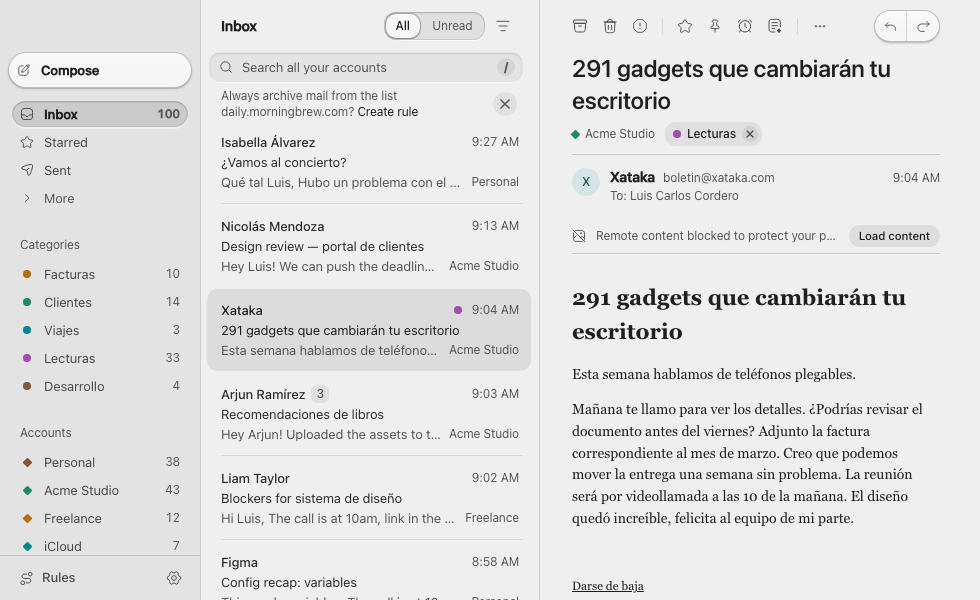 Compose
Inbox 100
Starred
Sent
More
Categories
Facturas 10
Clientes 14
Viajes 3
Lecturas 33
Desarrollo 4
Accounts
Personal 38
Acme Studio 43
Freelance 12
iCloud 7
Rules
Inbox
All
Unread
Search all your accounts /
Always archive mail from the list
daily.morningbrew.com? Create rule
Isabella Álvarez 9:27 AM
¿Vamos al concierto?
Qué tal Luis, Hubo un problema con el ... Personal
Nicolás Mendoza 9:13 AM
Design review — portal de clientes
Hey Luis! We can push the deadlin... Acme Studio
Xataka 9:04 AM
291 gadgets que cambiarán tu escritorio
Esta semana hablamos de teléfono... Acme Studio
Arjun Ramírez 3 9:03 AM
Recomendaciones de libros
Hey Arjun! Uploaded the assets to t... Acme Studio
Liam Taylor 9:02 AM
Blockers for sistema de diseño
Hi Luis, The call is at 10am, link in the ... Freelance
Figma 8:58 AM
Config recap: variables
291 gadgets que cambiarán tu
escritorio
Acme Studio Lecturas
X Xataka boletin@xataka.com 9:04 AM
To: Luis Carlos Cordero
Remote content blocked to protect your p... Load content
291 gadgets que cambiarán tu
escritorio
Esta semana hablamos de teléfonos plegables.
Mañana te llamo para ver los detalles. ¿Podrías revisar el
documento antes del viernes? Adjunto la factura
correspondiente al mes de marzo. Creo que podemos
mover la entrega una semana sin problema. La reunión
será por videollamada a las 10 de la mañana. El diseño
quedó increíble, felicita al equipo de mi parte.
Darse de baja